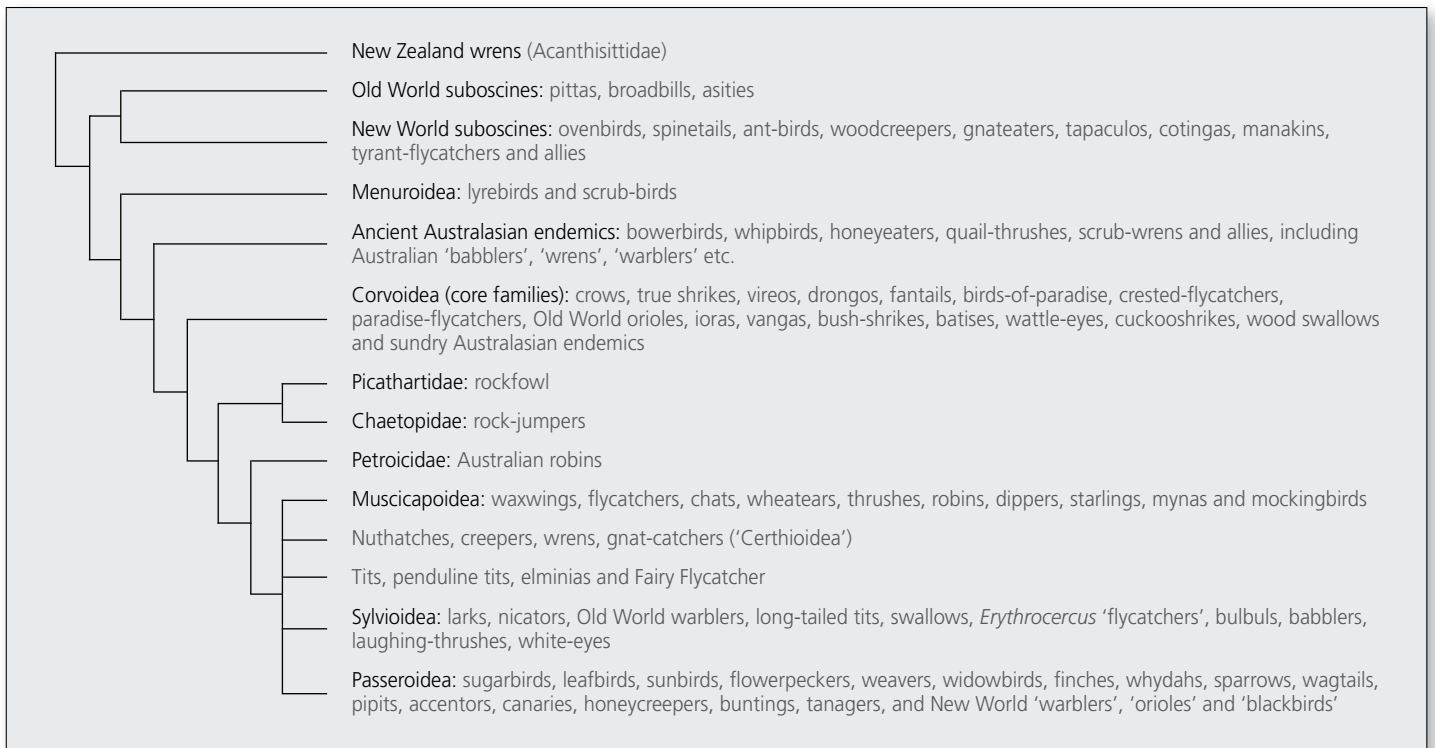 New Zealand wrens (Acanthisittidae)
Old World suboscines: pittas, broadbills, asities
New World suboscines: ovenbirds, spinetails, ant-birds, woodcreepers, gnateaters, tapaculos, cotingas, manakins,
tyrant-flycatchers and allies
Menuroidea: lyrebirds and scrub-birds
Ancient Australasian endemics: bowerbirds, whipbirds, honeyeaters, quail-thrushes, scrub-wrens and allies, including
Australian ‘babblers’, ‘wrens’, ‘warblers’ etc.
Corvoidea (core families): crows, true shrikes, vireos, drongos, fantails, birds-of-paradise, crested-flycatchers,
paradise-flycatchers, Old World orioles, ioras, vangas, bush-shrikes, batises, wattle-eyes, cuckooshrikes, wood swallows
and sundry Australasian endemics
Picathartidae: rockfowl
Chaetopidae: rock-jumpers
Petroicidae: Australian robins
Muscicapoidea: waxwings, flycatchers, chats, wheatears, thrushes, robins, dippers, starlings, mynas and mockingbirds
Nuthatches, creepers, wrens, gnat-catchers (‘Certhioidea’)
Tits, penduline tits, elminias and Fairy Flycatcher
Sylvioidea: larks, nicators, Old World warblers, long-tailed tits, swallows, Erythrocercus ‘flycatchers’, bulbuls, babblers,
laughing-thrushes, white-eyes
Passeroidea: sugarbirds, leafbirds, sunbirds, flowerpeckers, weavers, widowbirds, finches, whydahs, sparrows, wagtails,
pipits, accentors, canaries, honeycreepers, buntings, tanagers, and New World ‘warblers’, ‘orioles’ and ‘blackbirds’